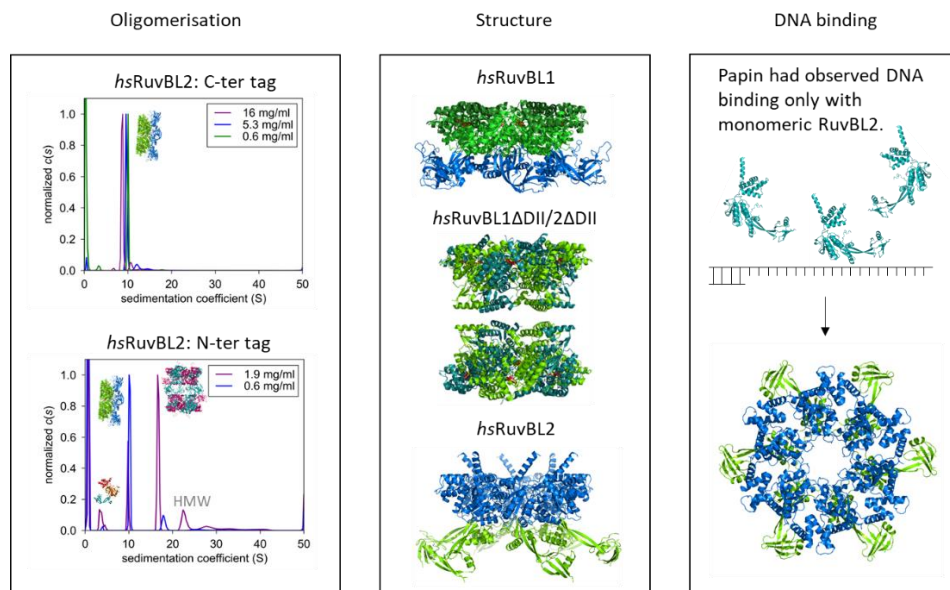 Oligomerisation
Structure
DNA binding
hsRuvBL2: C-ter tag
normalized c(s)
1.0
0.8
0.6
0.4
0.2
0.0
16 mg/ml
5.3 mg/ml
0.6 mg/ml
0 10 20 30 40 50
sedimentation coefficient (S)
hsRuvBL2: N-ter tag
normalized c(s)
1.0
0.8
0.6
0.4
0.2
0.0
1.9 mg/ml
0.6 mg/ml
HMW
0 10 20 30 40 50
sedimentation coefficient (S)
hsRuvBL1
hsRuvBL1ΔDII/2ΔDII
hsRuvBL2
Papin had observed DNA
binding only with
monomeric RuvBL2.